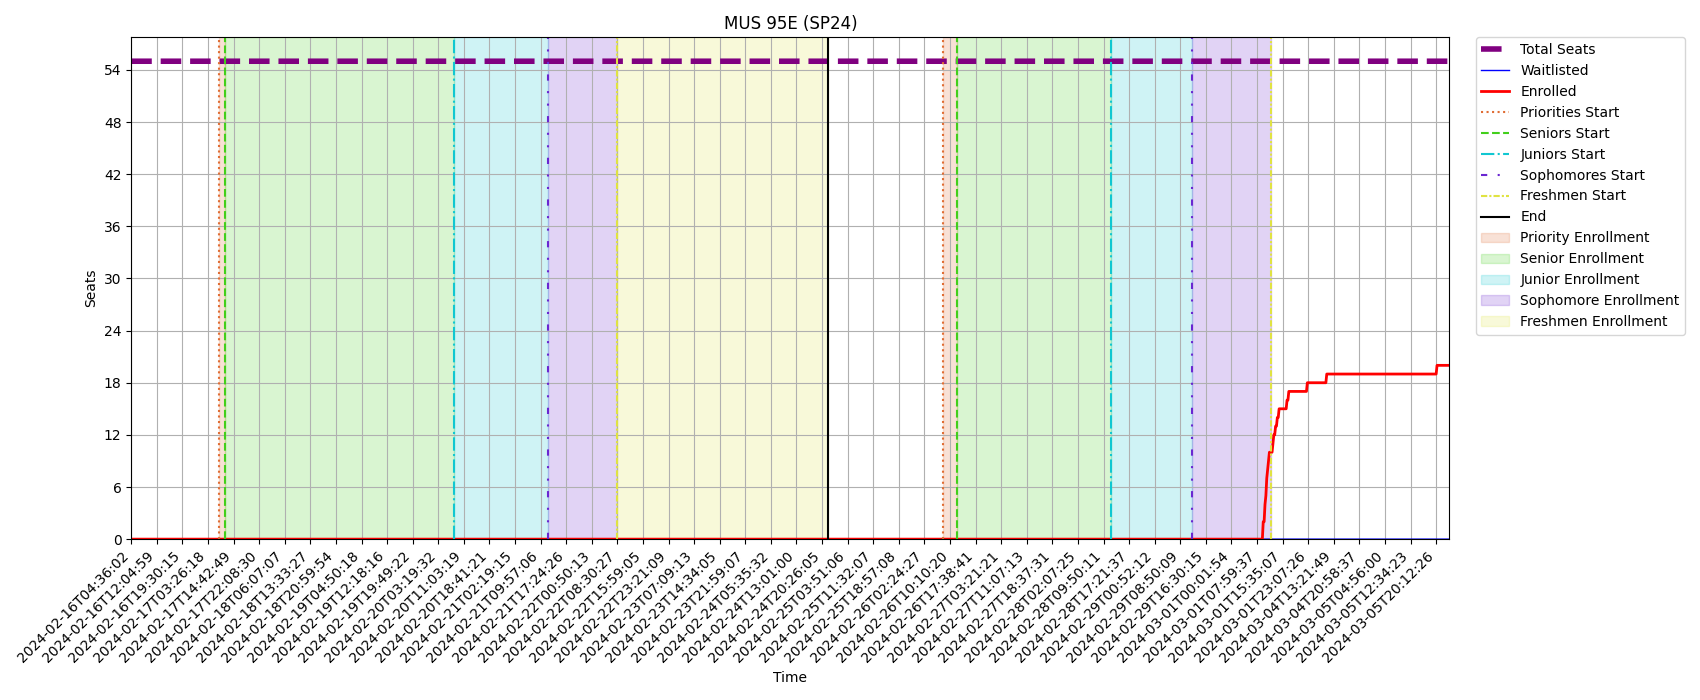 MUS 95E (SP24)
Total Seats
Waitlisted
Enrolled
Priorities Start
Seniors Start
Juniors Start
Sophomores Start
Freshmen Start
End
Priority Enrollment
Senior Enrollment
Junior Enrollment
Sophomore Enrollment
Freshmen Enrollment
Seats
54
48
42
36
30
24
18
12
6
0
2024-02-16T04:36:02
2024-02-16T12:04:59
2024-02-16T19:30:15
2024-02-17T03:26:18
2024-02-17T14:42:49
2024-02-17T22:08:30
2024-02-18T06:07:07
2024-02-18T13:33:27
2024-02-18T20:59:54
2024-02-19T04:50:18
2024-02-19T12:18:16
2024-02-19T19:49:22
2024-02-20T03:19:32
2024-02-20T11:03:19
2024-02-20T18:41:21
2024-02-21T02:19:15
2024-02-21T09:57:06
2024-02-21T17:24:26
2024-02-22T00:50:13
2024-02-22T08:30:27
2024-02-22T15:59:05
2024-02-22T23:21:09
2024-02-23T07:09:13
2024-02-23T14:34:05
2024-02-23T21:59:07
2024-02-24T05:35:32
2024-02-24T13:01:00
2024-02-24T20:26:05
2024-02-25T03:51:06
2024-02-25T11:32:07
2024-02-25T18:57:08
2024-02-26T02:24:27
2024-02-26T10:10:20
2024-02-26T17:38:41
2024-02-27T03:21:21
2024-02-27T11:07:13
2024-02-27T18:37:31
2024-02-28T02:07:25
2024-02-28T09:50:11
2024-02-28T17:21:37
2024-02-29T00:52:12
2024-02-29T08:50:09
2024-02-29T16:30:15
2024-03-01T00:01:54
2024-03-01T07:59:37
2024-03-01T15:35:07
2024-03-01T23:07:26
2024-03-04T13:21:49
2024-03-04T20:58:37
2024-03-05T04:56:00
2024-03-05T12:34:23
2024-03-05T20:12:26
Time